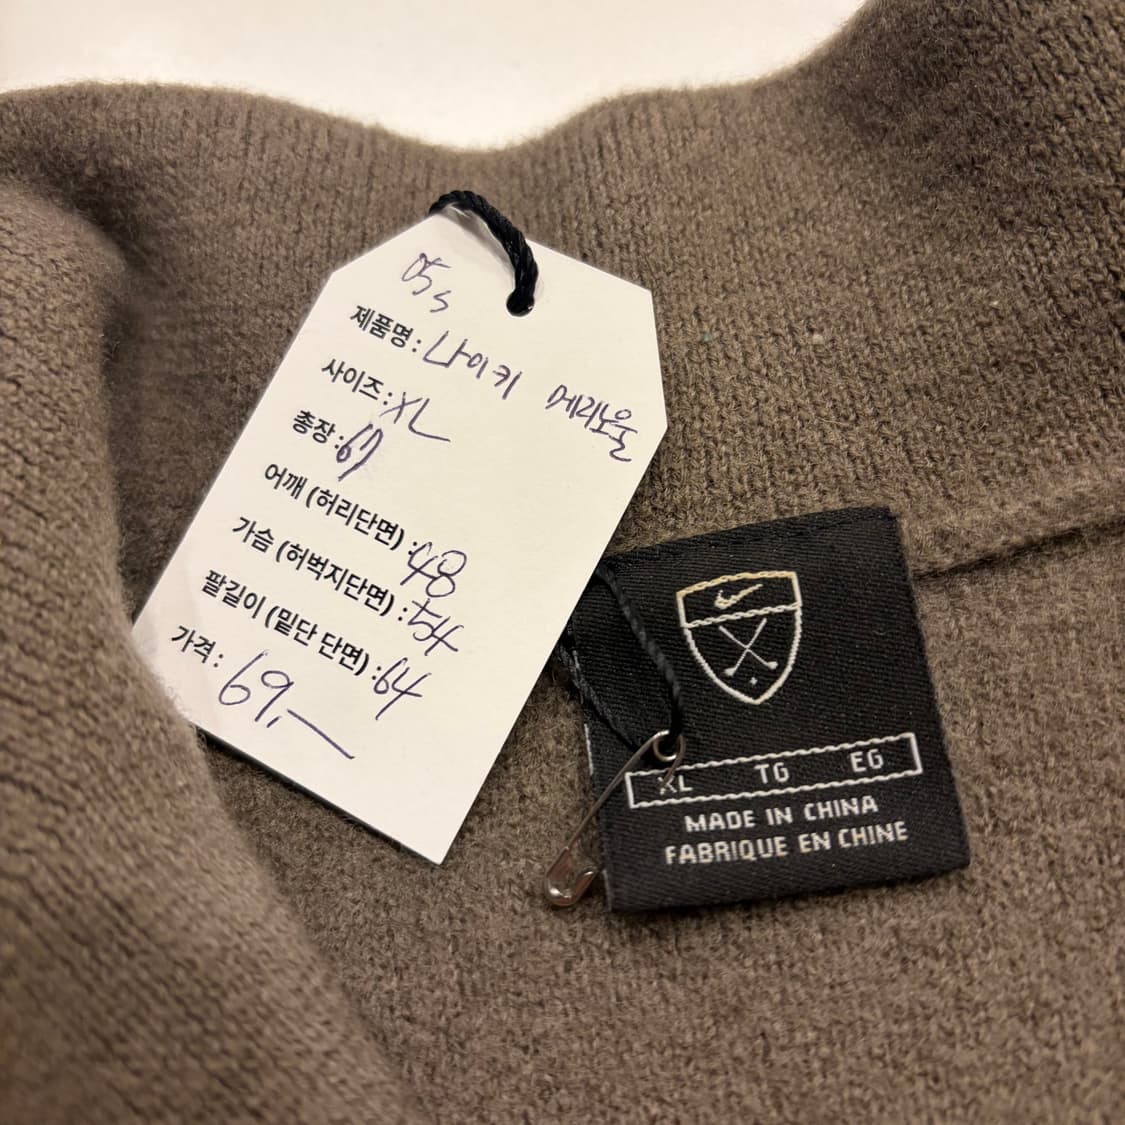 05s
제품명: 나이키 메리노울
사이즈: XL
총장: 67
어깨 (허리단면) : 48
가슴 (허벅지단면) : 54
팔길이 (밑단 단면) : 64
가격: 69,—
XL TG EG
MADE IN CHINA
FABRIQUE EN CHINE